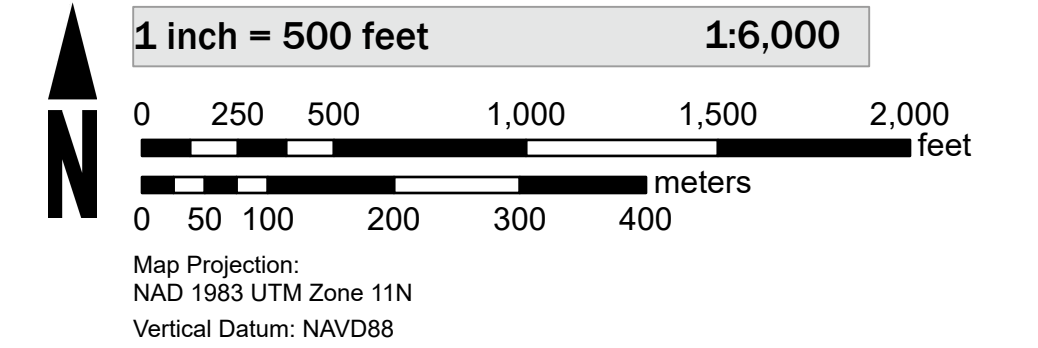 1 inch = 500 feet 1:6,000
0 250 500 1,000 1,500 2,000
feet
meters
0 50 100 200 300 400
N
Map Projection:
NAD 1983 UTM Zone 11N
Vertical Datum: NAVD88